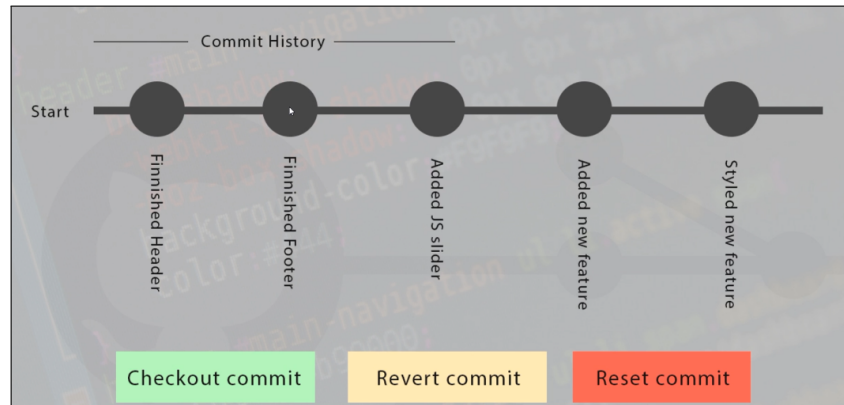 Commit History
Start
Finnished Header
Finnished Footer
Added JS slider
Added new feature
Styled new feature
Checkout commit
Revert commit
Reset commit